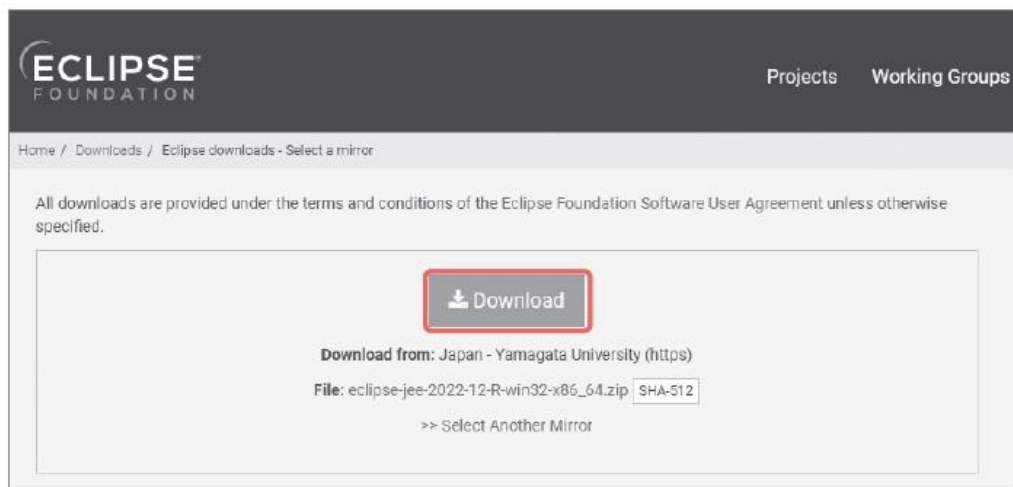 ECLIPSE®
FOUNDATION
Projects Working Groups
Home / Downloads / Eclipse downloads - Select a mirror
All downloads are provided under the terms and conditions of the Eclipse Foundation Software User Agreement unless otherwise
specified.
Download
Download from: Japan - Yamagata University (https)
File: eclipse-jee-2022-12-R-win32-x86_64.zip SHA-512
>> Select Another Mirror